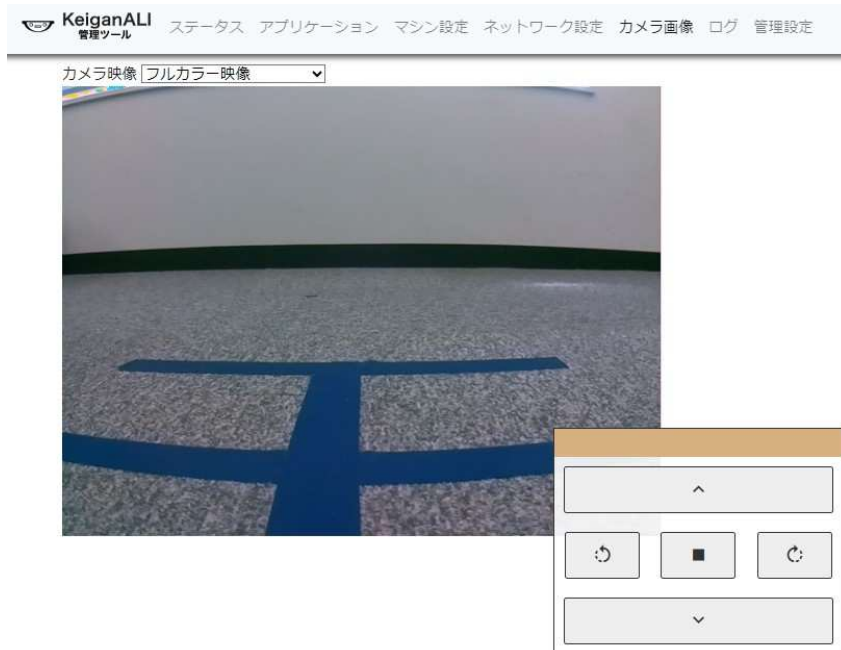 KeiganALI
管理ツール
ステータス アプリケーション マシン設定 ネットワーク設定 カメラ画像 ログ 管理設定
カメラ映像 フルカラー映像